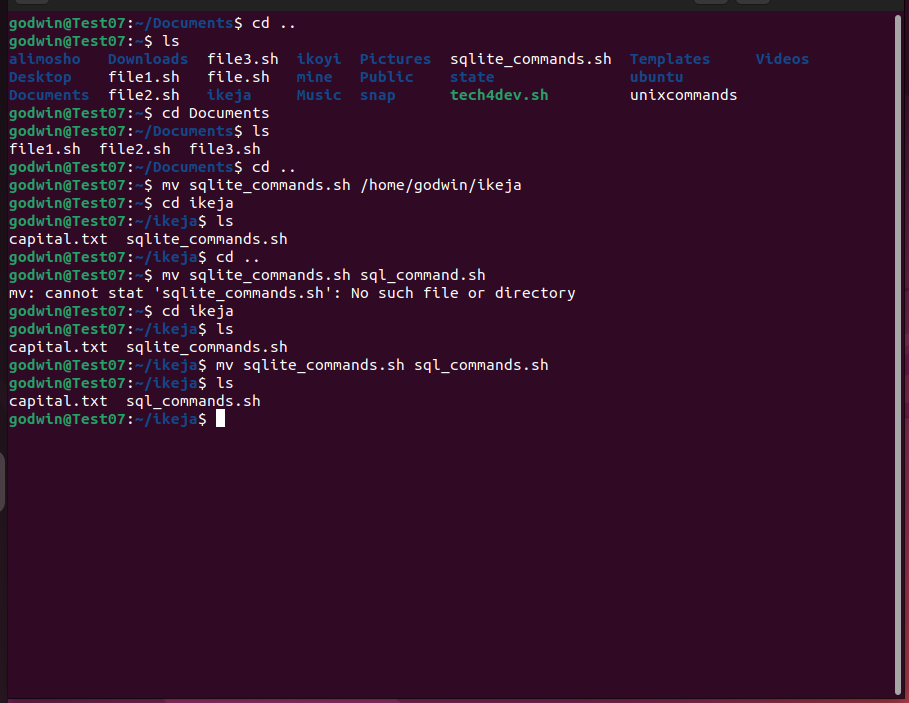 godwin@Test07:~/Documents$ cd ..
godwin@Test07:~$ ls
alimosho   Downloads  file3.sh  ikoyi  Pictures  sqlite_commands.sh  Templates     Videos
Desktop    file1.sh   file.sh   mine   Public    state               ubuntu
Documents  file2.sh   ikeja     Music  snap      tech4dev.sh         unixcommands
godwin@Test07:~$ cd Documents
godwin@Test07:~/Documents$ ls
file1.sh  file2.sh  file3.sh
godwin@Test07:~/Documents$ cd ..
godwin@Test07:~$ mv sqlite_commands.sh /home/godwin/ikeja
godwin@Test07:~$ cd ikeja
godwin@Test07:~/ikeja$ ls
capital.txt  sqlite_commands.sh
godwin@Test07:~/ikeja$ cd ..
godwin@Test07:~$ mv sqlite_commands.sh sql_command.sh
mv: cannot stat 'sqlite_commands.sh': No such file or directory
godwin@Test07:~$ cd ikeja
godwin@Test07:~/ikeja$ ls
capital.txt  sqlite_commands.sh
godwin@Test07:~/ikeja$ mv sqlite_commands.sh sql_commands.sh
godwin@Test07:~/ikeja$ ls
capital.txt  sql_commands.sh
godwin@Test07:~/ikeja$